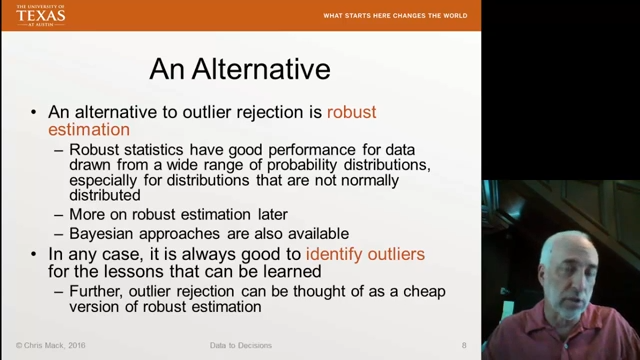 THE UNIVERSITY OF
TEXAS
AT AUSTIN
WHAT STARTS HERE CHANGES THE WORLD
An Alternative
• An alternative to outlier rejection is robust
estimation
– Robust statistics have good performance for data
drawn from a wide range of probability distributions,
especially for distributions that are not normally
distributed
– More on robust estimation later
– Bayesian approaches are also available
• In any case, it is always good to identify outliers
for the lessons that can be learned
– Further, outlier rejection can be thought of as a cheap
version of robust estimation
© Chris Mack, 2016
Data to Decisions
8